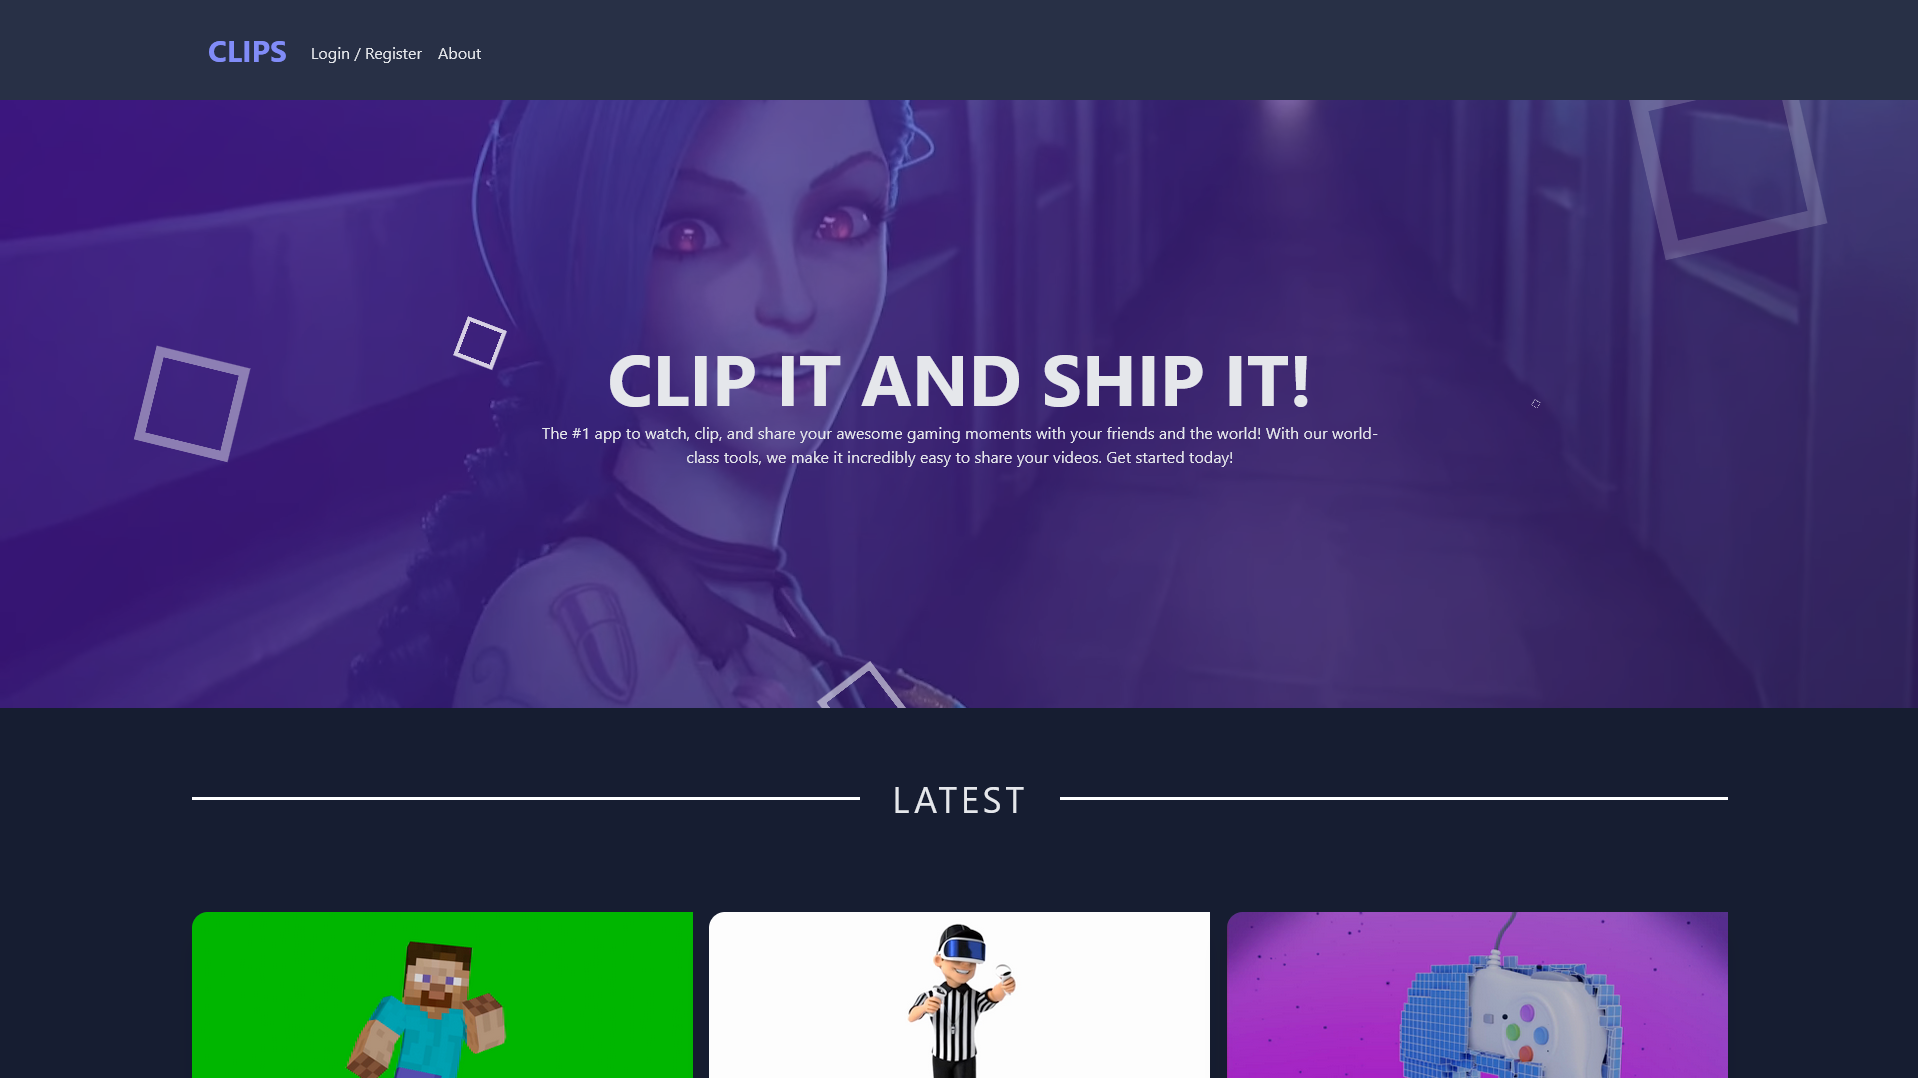 CLIPS Login / Register About
CLIP IT AND SHIP IT!
The #1 app to watch, clip, and share your awesome gaming moments with your friends and the world! With our world-
class tools, we make it incredibly easy to share your videos. Get started today!
LATEST